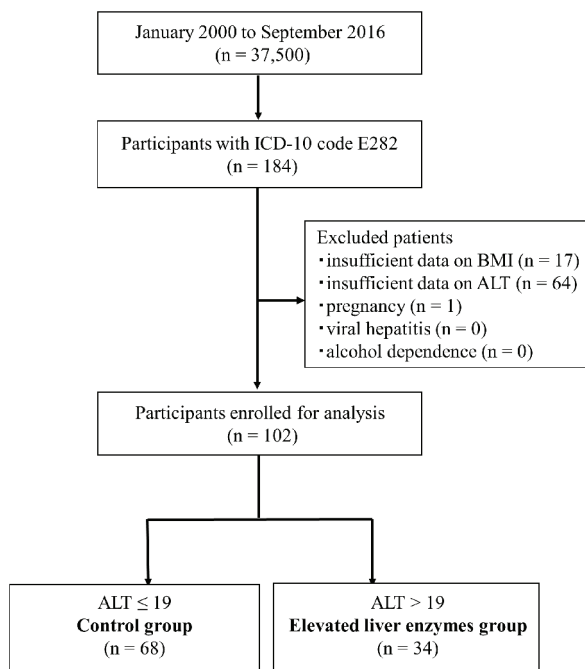 January 2000 to September 2016
(n = 37,500)
Participants with ICD-10 code E282
(n = 184)
Excluded patients
・insufficient data on BMI (n = 17)
・insufficient data on ALT (n = 64)
・pregnancy (n = 1)
・viral hepatitis (n = 0)
・alcohol dependence (n = 0)
Participants enrolled for analysis
(n = 102)
ALT ≤ 19
Control group
(n = 68)
ALT > 19
Elevated liver enzymes group
(n = 34)